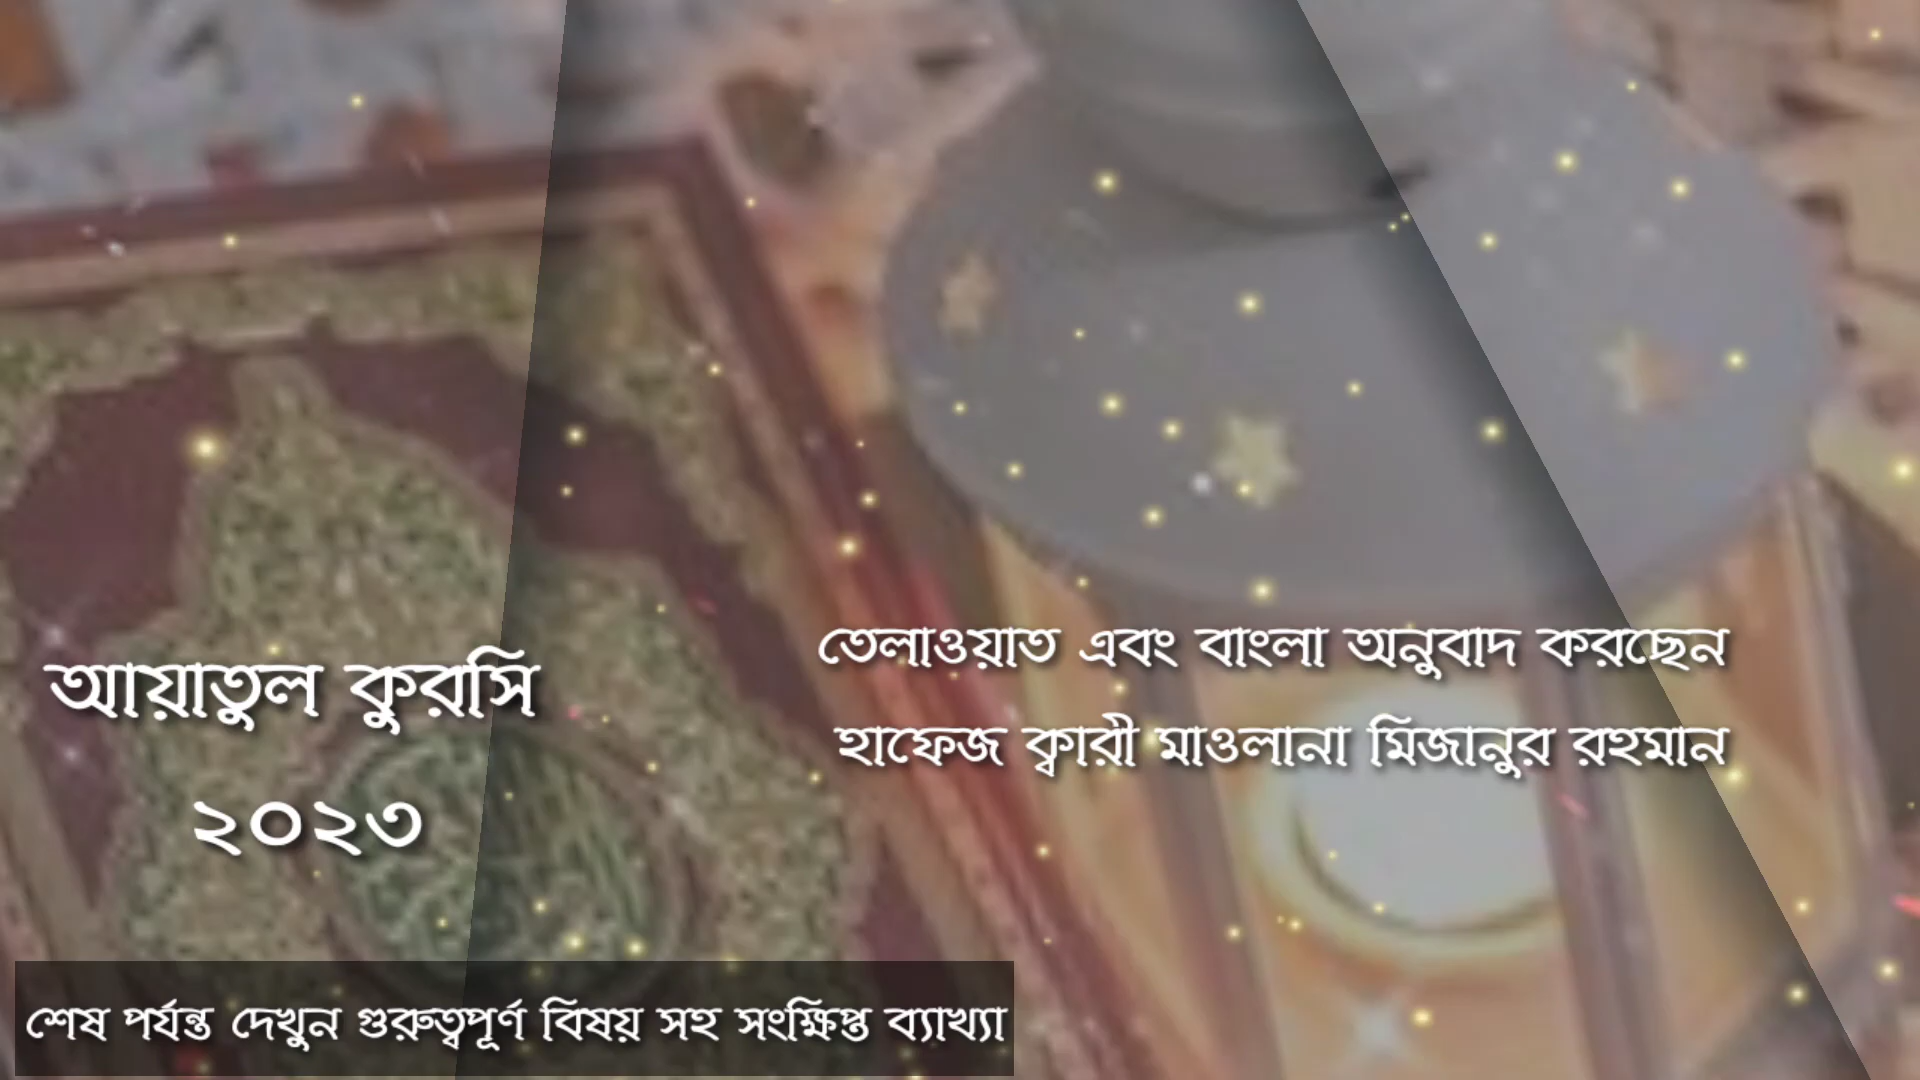 আয়াতুল কুরসি
২০২৩
তেলাওয়াত এবং বাংলা অনুবাদ করছেন
হাফেজ ক্বারী মাওলানা মিজানুর রহমান
শেষ পর্যন্ত দেখুন গুরুত্বপূর্ণ বিষয় সহ সংক্ষিপ্ত ব্যাখ্যা